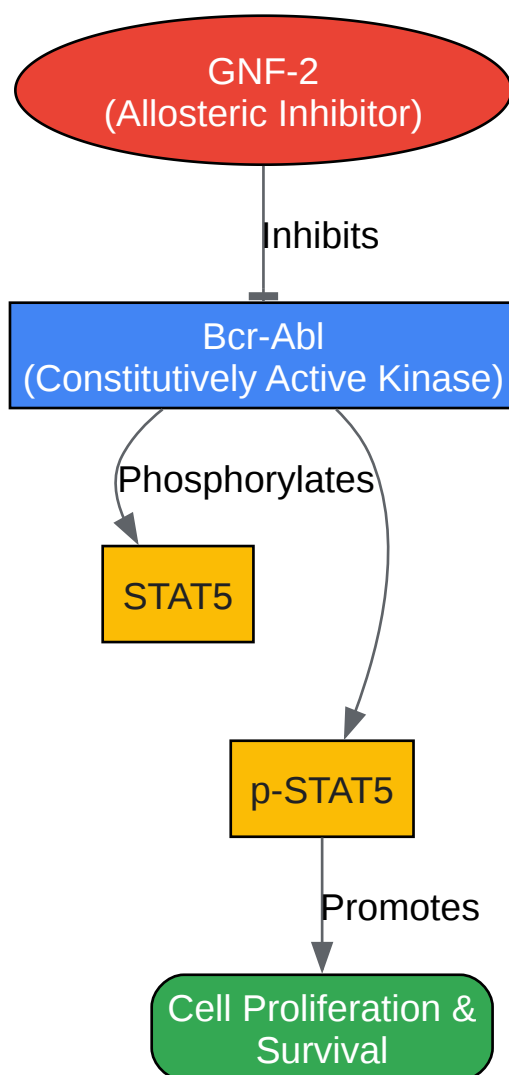 GNF-2
(Allosteric Inhibitor)
Inhibits
Bcr-Abl
(Constitutively Active Kinase)
Phosphorylates
STAT5
p-STAT5
Promotes
Cell Proliferation &
Survival